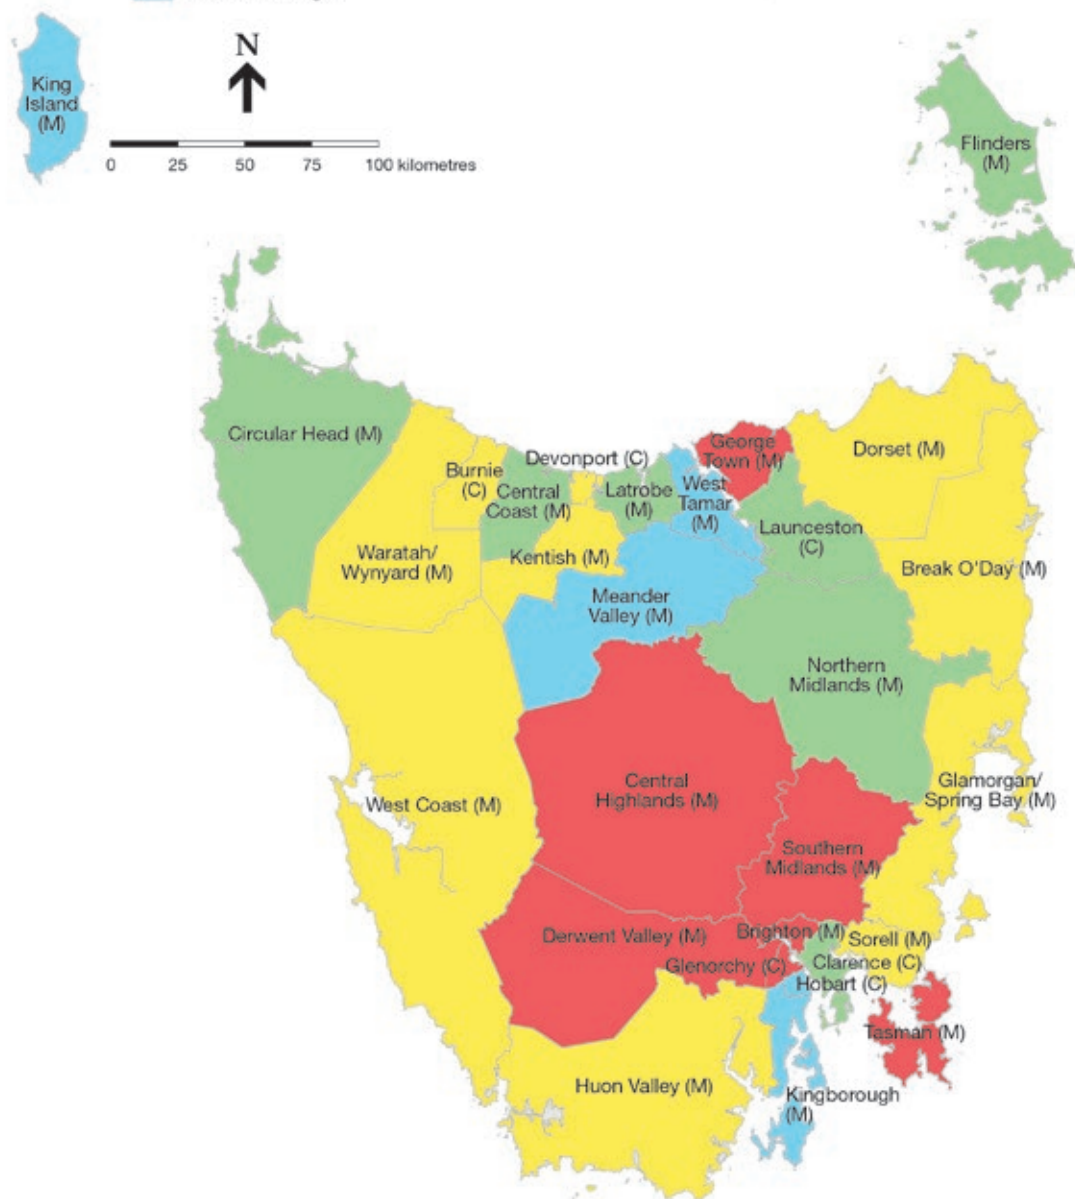 King
Island
(M)
N
0 25 50 75 100 kilometres
Flinders
(M)
Circular Head (M)
Burnie
(C)
Devonport (C)
Central
Coast (M)
Latrobe
(M)
West
Tamar
(M)
George
Town (M)
Dorset (M)
Launceston
(C)
Waratah/
Wynyard (M)
Kentish (M)
Break O'Day (M)
Meander
Valley (M)
Northern
Midlands (M)
Central
Highlands (M)
Glamorgan/
Spring Bay (M)
West Coast (M)
Southern
Midlands (M)
Derwent Valley (M)
Brighton (M)
Sorell (M)
Glenorchy (C)
Clarence (C)
Hobart (C)
Tasman (M)
Huon Valley (M)
Kingborough
(M)